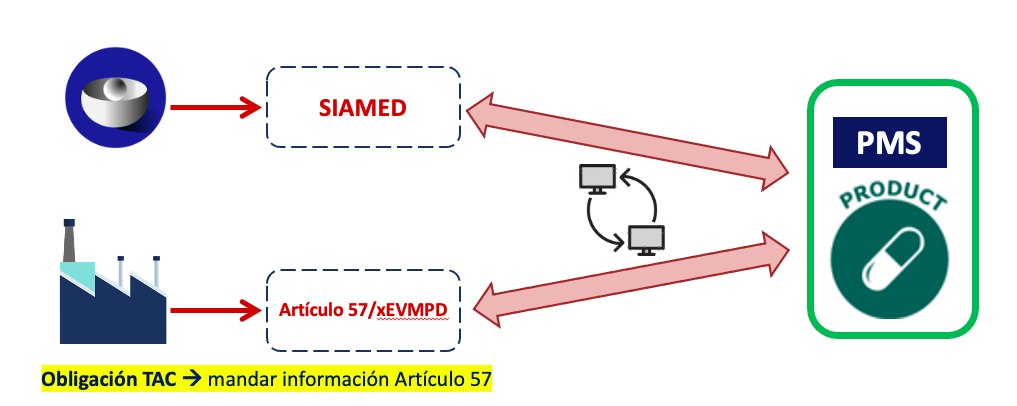 SIAMED
PMS
PRODUCT
Artículo 57/xEVMPD
Obligación TAC → mandar información Artículo 57